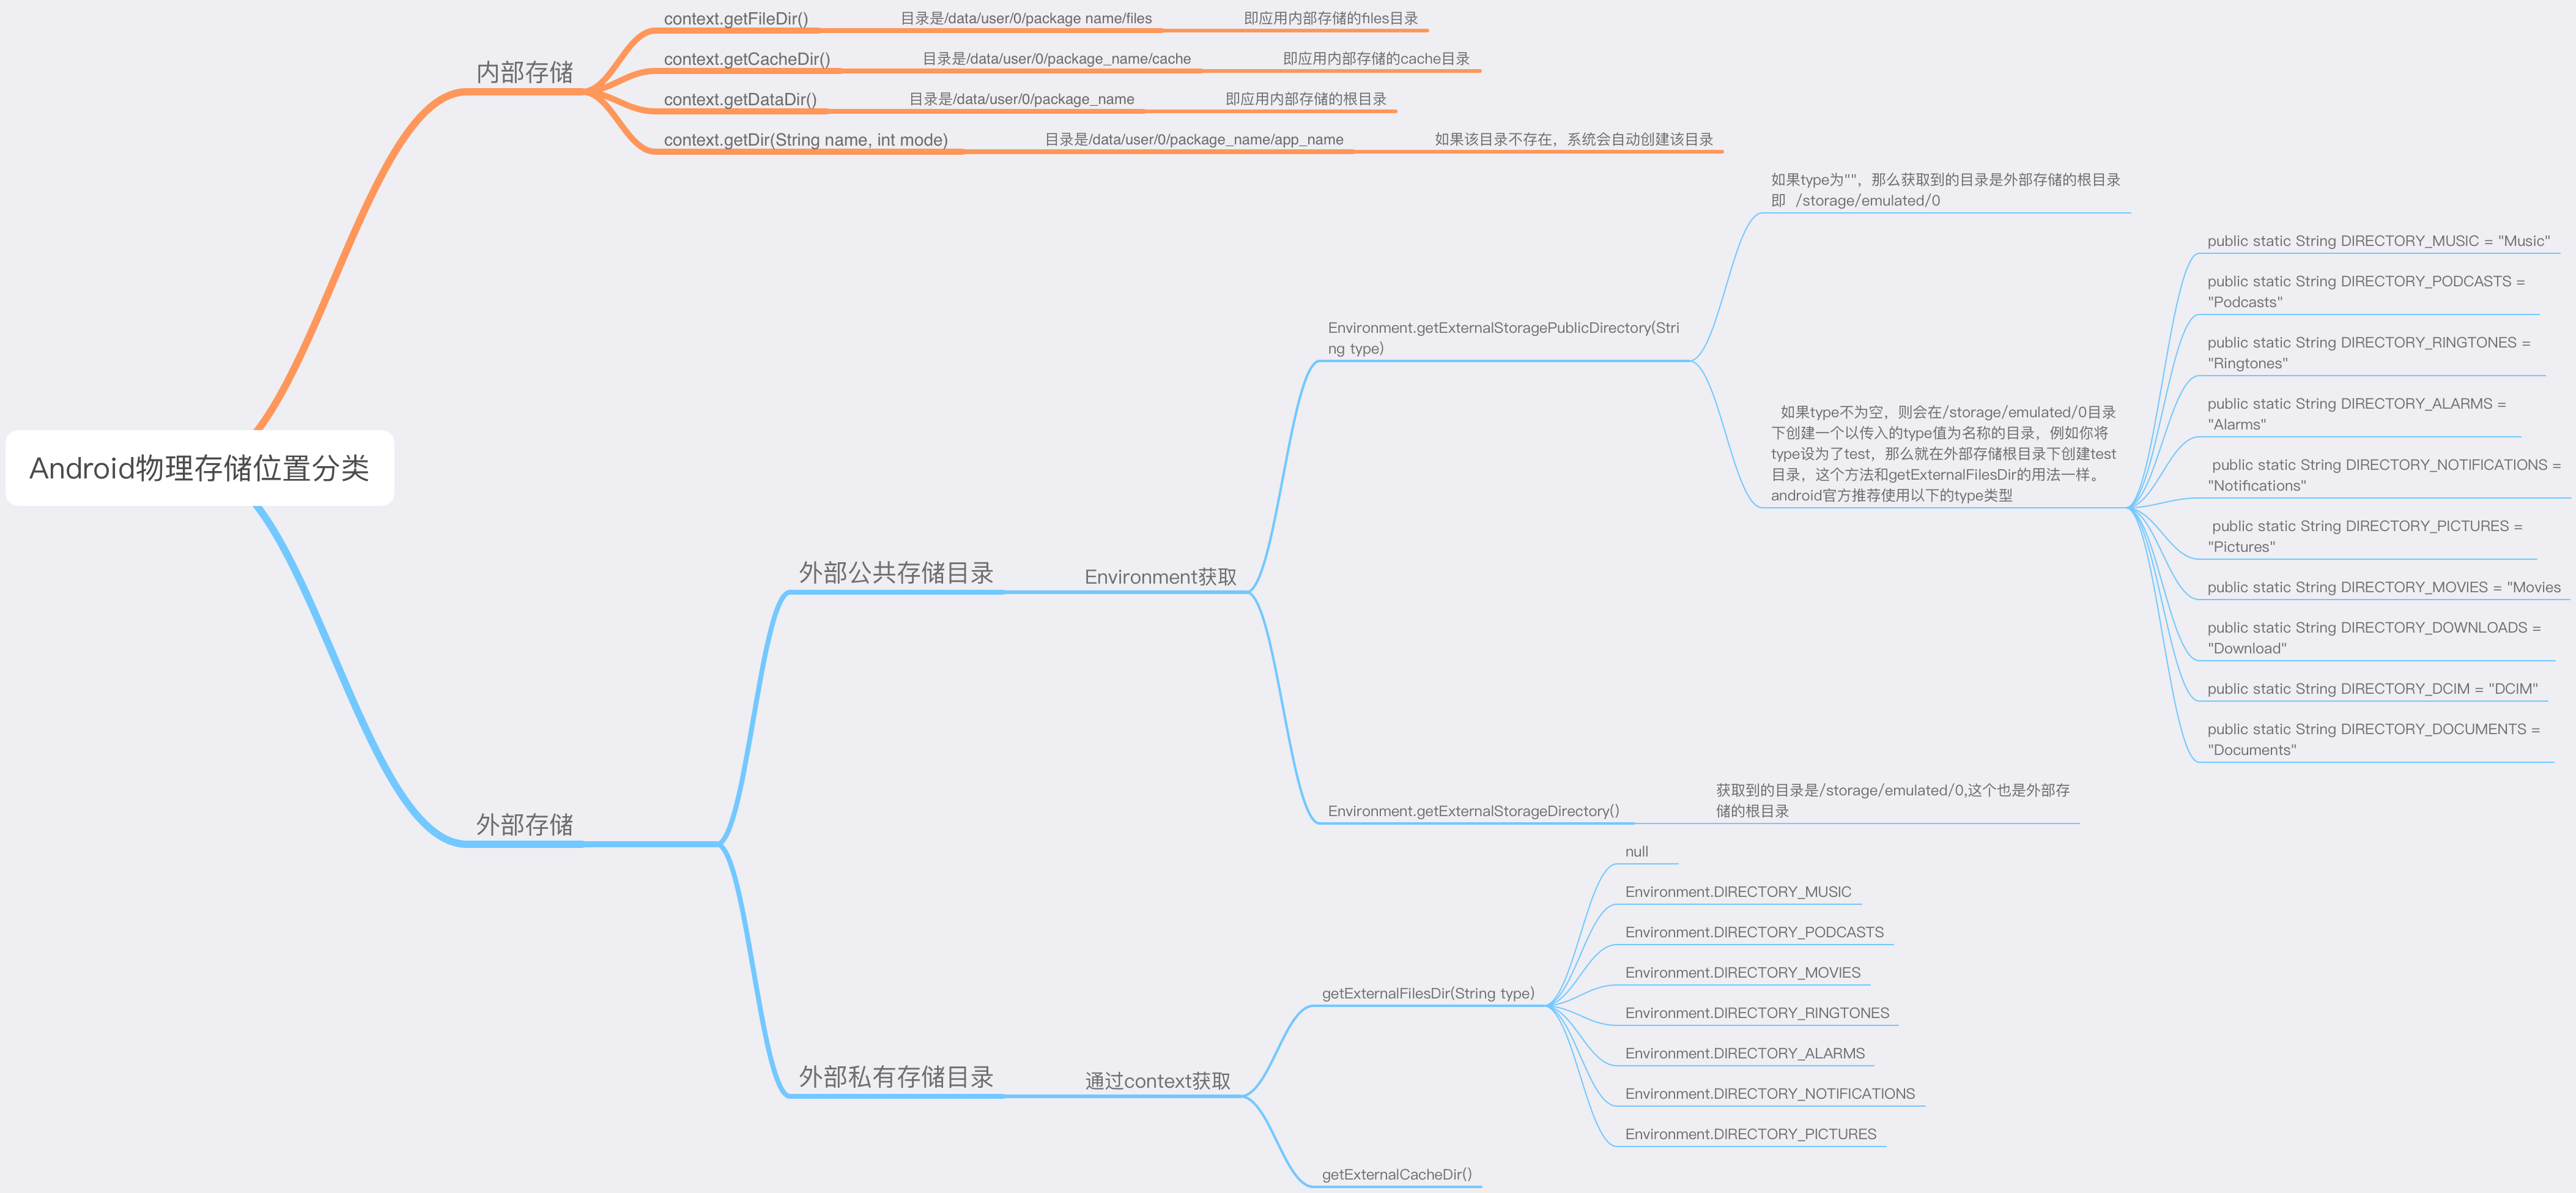 Android物理存储位置分类
内部存储
context.getFileDir()
目录是/data/user/0/package name/files
即应用内部存储的files目录
context.getCacheDir()
目录是/data/user/0/package_name/cache
即应用内部存储的cache目录
context.getDataDir()
目录是/data/user/0/package_name
即应用内部存储的根目录
context.getDir(String name, int mode)
目录是/data/user/0/package_name/app_name
如果该目录不存在，系统会自动创建该目录
外部存储
外部公共存储目录
Environment获取
Environment.getExternalStoragePublicDirectory(Stri
ng type)
如果type为""，那么获取到的目录是外部存储的根目录
即 /storage/emulated/0
如果type不为空，则会在/storage/emulated/0目录
下创建一个以传入的type值为名称的目录，例如你将
type设为了test，那么就在外部存储根目录下创建test
目录，这个方法和getExternalFilesDir的用法一样。
android官方推荐使用以下的type类型
public static String DIRECTORY_MUSIC = "Music"
public static String DIRECTORY_PODCASTS =
"Podcasts"
public static String DIRECTORY_RINGTONES =
"Ringtones"
public static String DIRECTORY_ALARMS =
"Alarms"
public static String DIRECTORY_NOTIFICATIONS =
"Notifications"
public static String DIRECTORY_PICTURES =
"Pictures"
public static String DIRECTORY_MOVIES = "Movies
public static String DIRECTORY_DOWNLOADS =
"Download"
public static String DIRECTORY_DCIM = "DCIM"
public static String DIRECTORY_DOCUMENTS =
"Documents"
Environment.getExternalStorageDirectory()
获取到的目录是/storage/emulated/0,这个也是外部存
储的根目录
外部私有存储目录
通过context获取
getExternalFilesDir(String type)
null
Environment.DIRECTORY_MUSIC
Environment.DIRECTORY_PODCASTS
Environment.DIRECTORY_MOVIES
Environment.DIRECTORY_RINGTONES
Environment.DIRECTORY_ALARMS
Environment.DIRECTORY_NOTIFICATIONS
Environment.DIRECTORY_PICTURES
getExternalCacheDir()